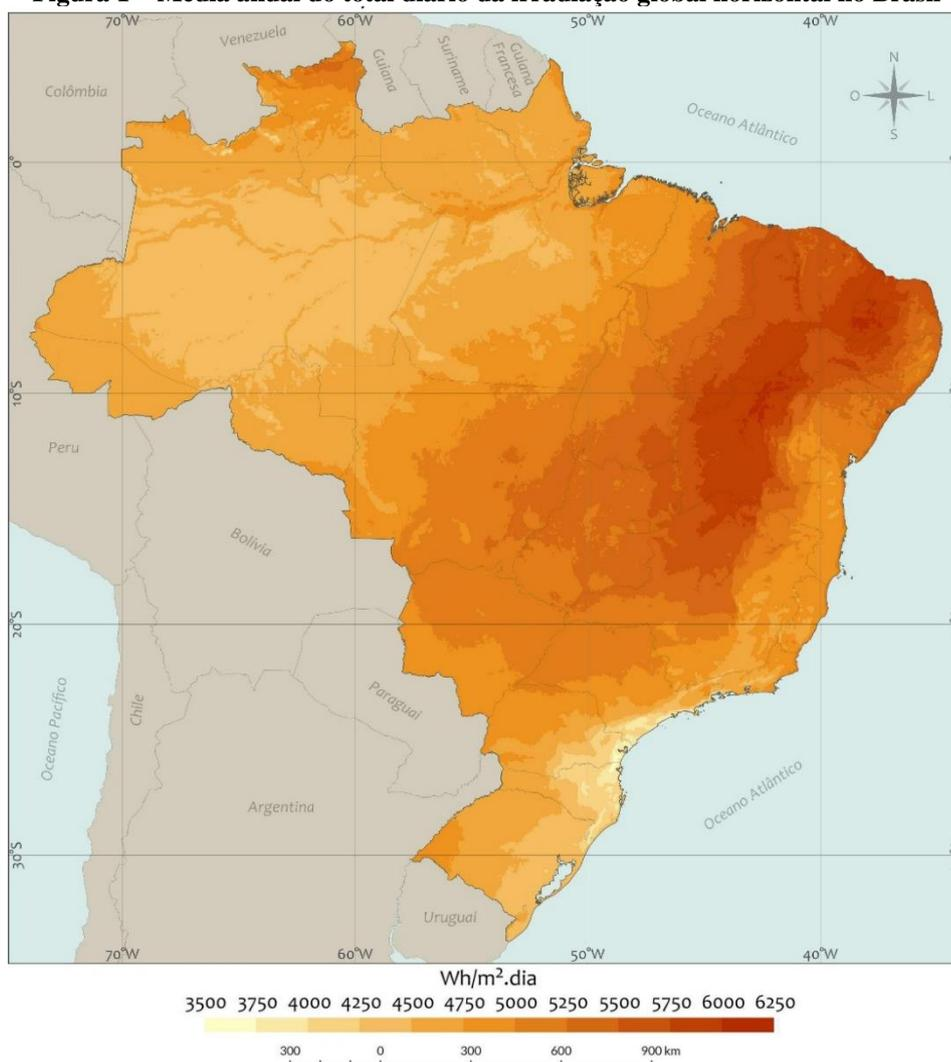 Figura 1 – Média anual do total diário da irradiação global horizontal no Brasil
70°W 60°W 50°W 40°W
Venezuela
Guiana
Suriname
Guiana
Francesa
Colômbia
N
O L
S
Oceano Atlântico
0°
10°S
Peru
Bolívia
20°S
Oceano Pacífico
Chile
Paraguai
Oceano Atlântico
Argentina
30°S
Uruguai
70°W 60°W 50°W 40°W
Wh/m².dia
3500 3750 4000 4250 4500 4750 5000 5250 5500 5750 6000 6250
300 0 300 600 900 km